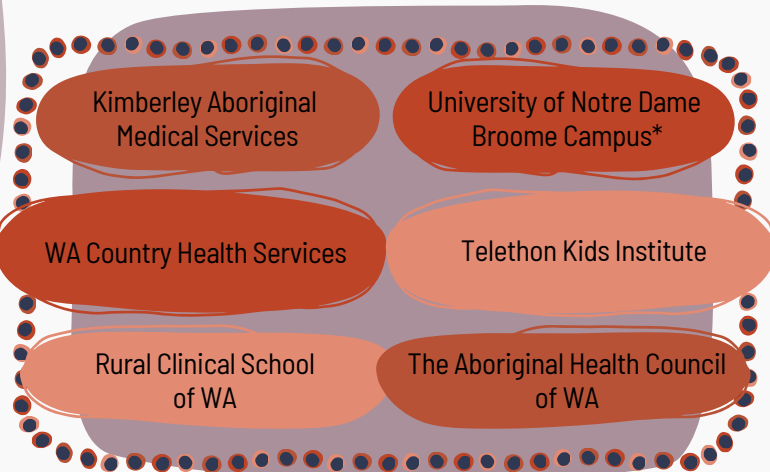 Kimberley Aboriginal
Medical Services
University of Notre Dame
Broome Campus*
WA Country Health Services
Telethon Kids Institute
Rural Clinical School
of WA
The Aboriginal Health Council
of WA